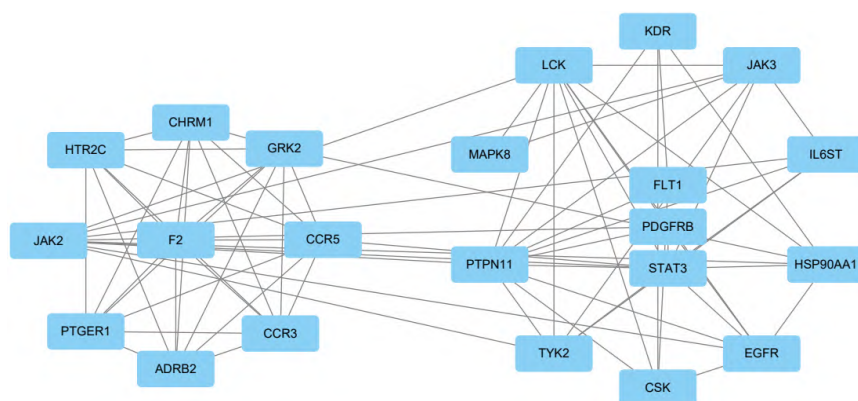 KDR
LCK
JAK3
CHRM1
HTR2C
GRK2
MAPK8
IL6ST
FLT1
PDGFRB
JAK2
F2
CCR5
PTPN11
STAT3
HSP90AA1
PTGER1
CCR3
ADRB2
TYK2
EGFR
CSK